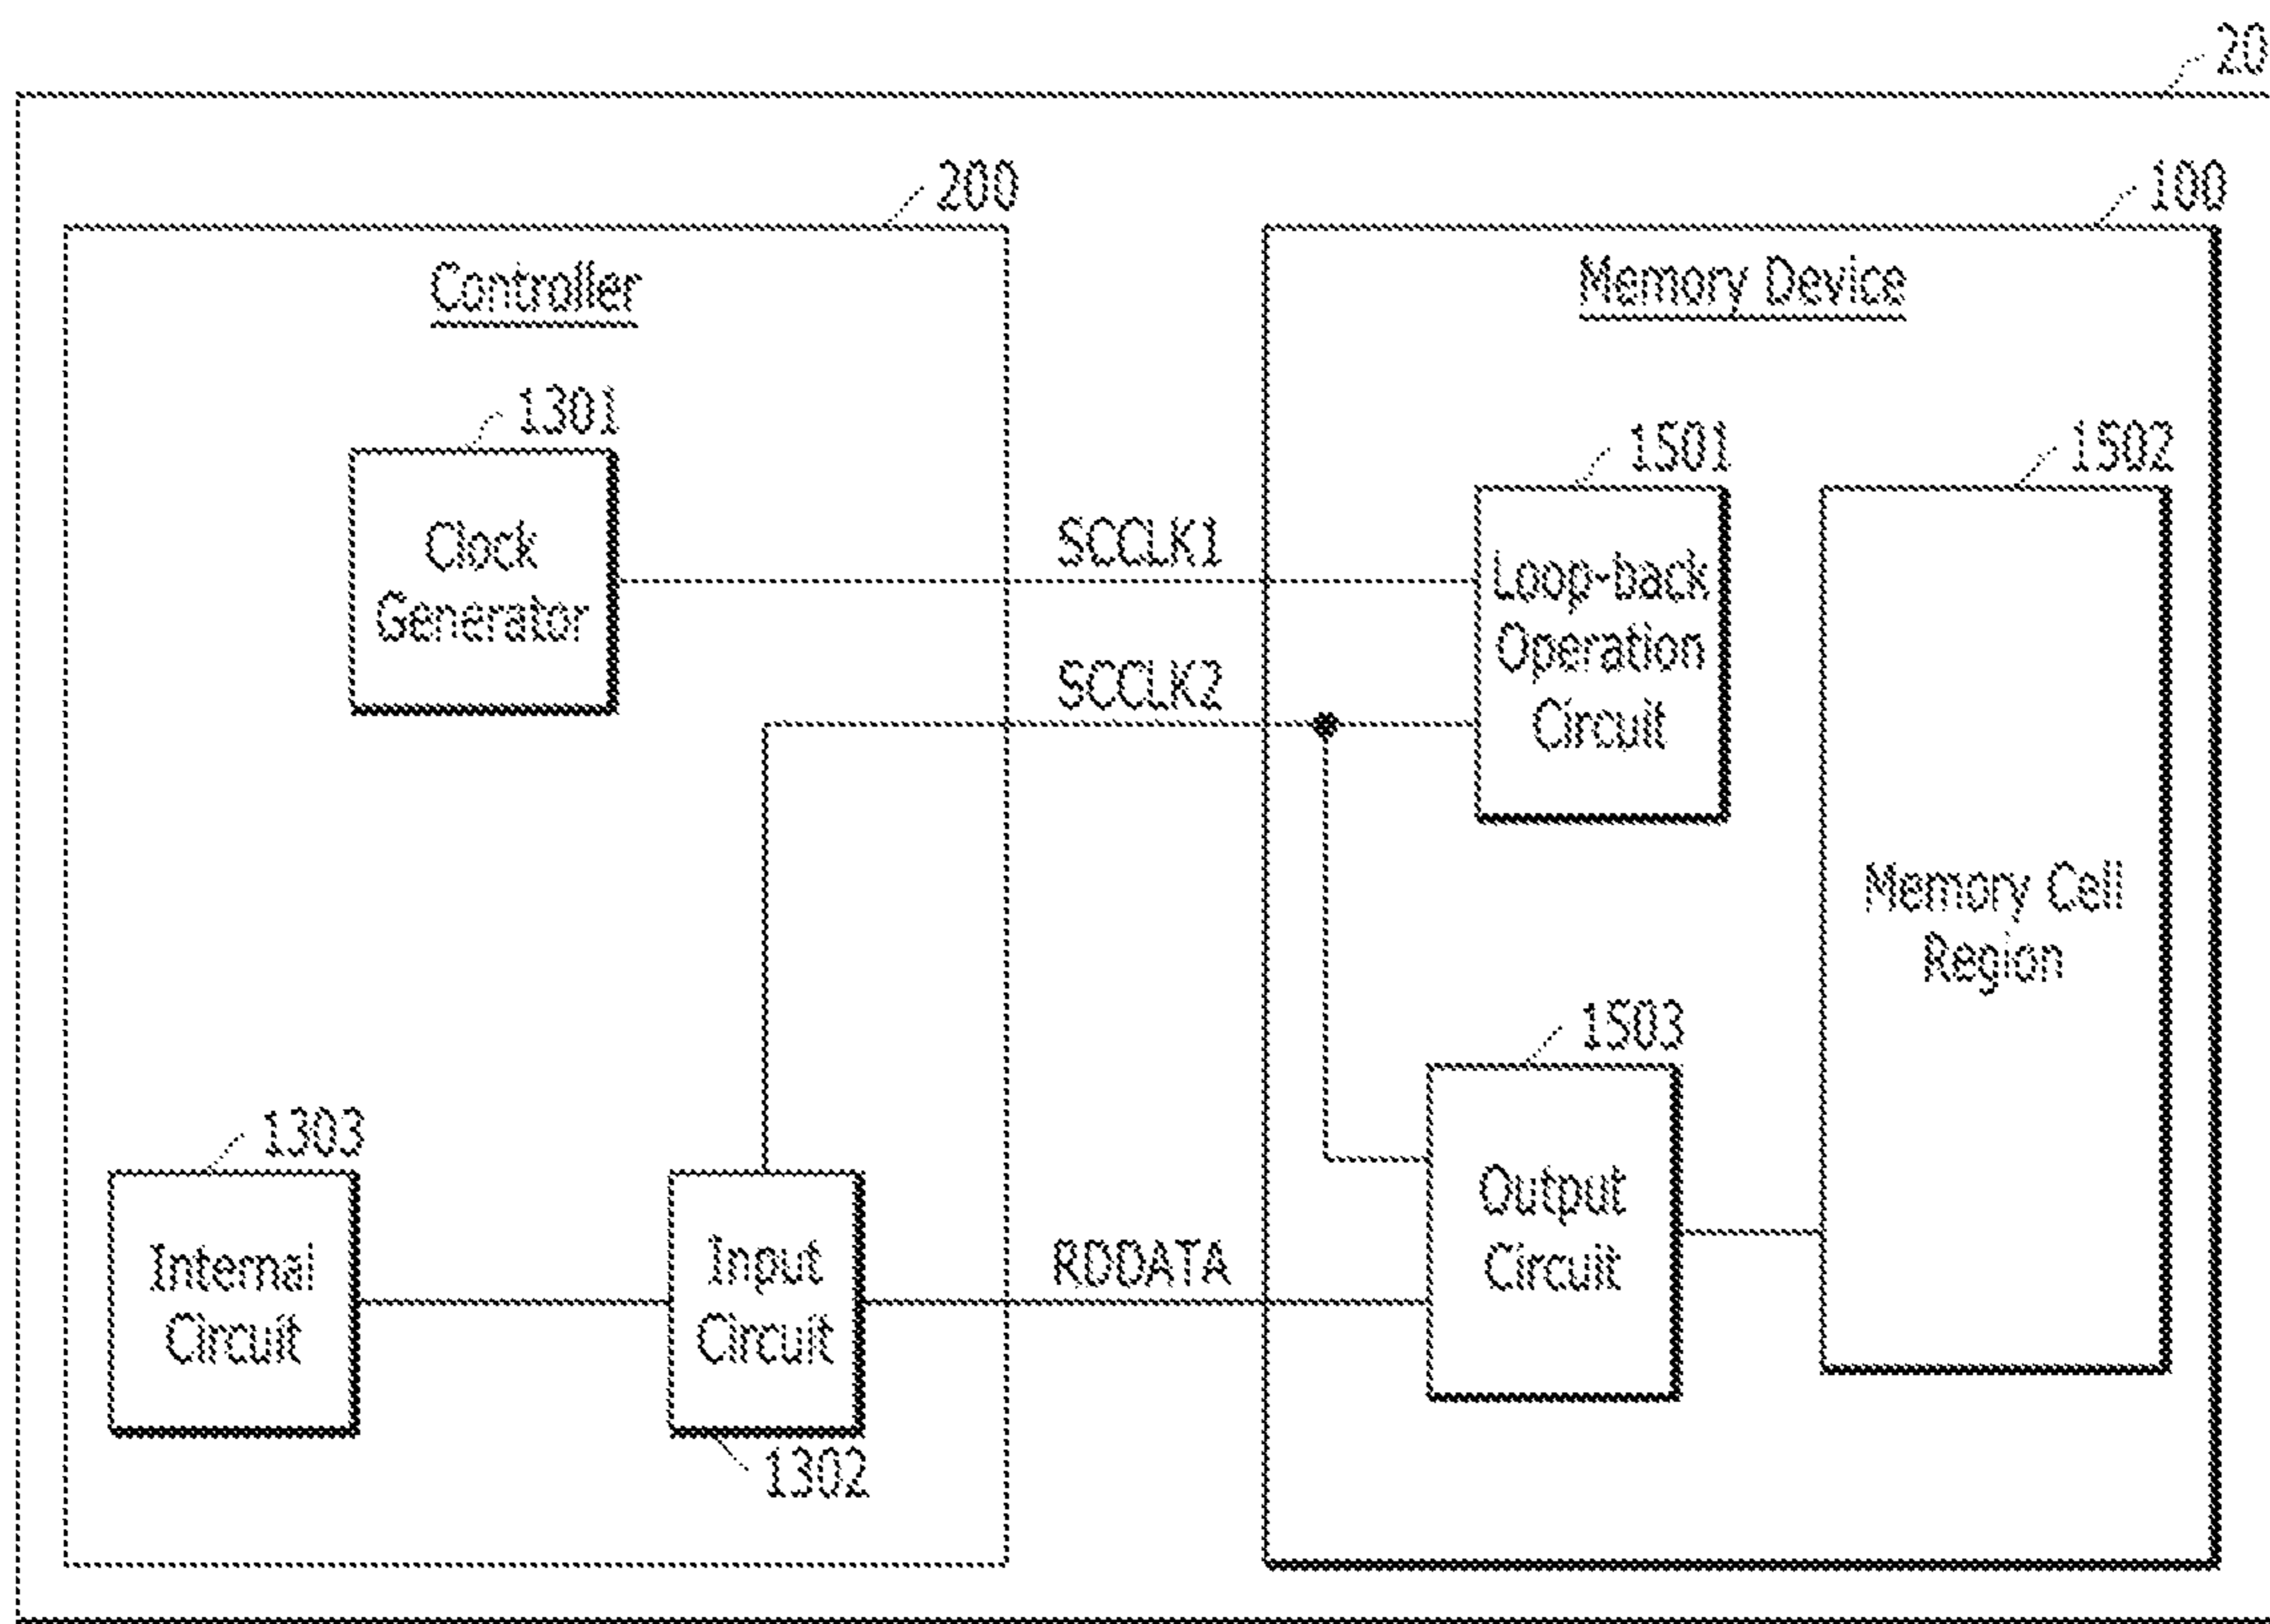 20
200
100
Controller
Memory Device
1301
1501
1502
Clock
Generator
SCCLK1
Loop-back
Operation
Circuit
SCCLK2
Memory Cell
Region
1503
1303
Output
Circuit
Internal
Circuit
Input
Circuit
RDDATA
1302